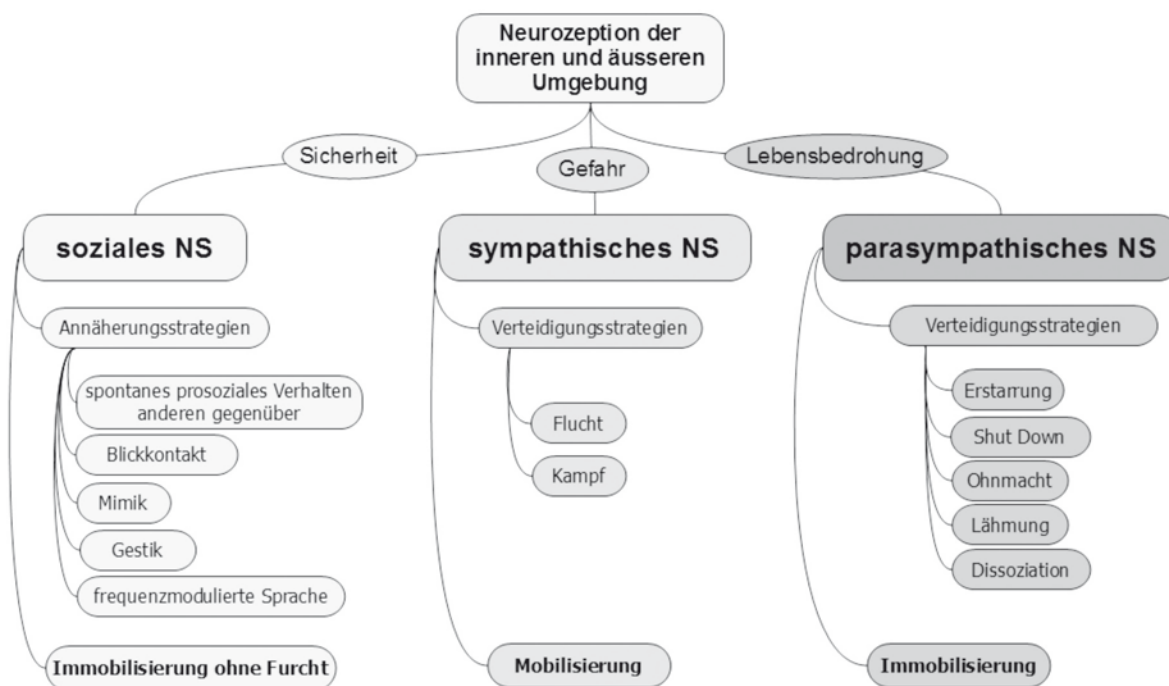 Neurozeption der
inneren und äusseren
Umgebung
Sicherheit
Gefahr
Lebensbedrohung
soziales NS
sympathisches NS
parasympathisches NS
Annäherungsstrategien
spontanes prosoziales Verhalten
anderen gegenüber
Blickkontakt
Mimik
Gestik
frequenzmodulierte Sprache
Immobilisierung ohne Furcht
Verteidigungsstrategien
Flucht
Kampf
Mobilisierung
Verteidigungsstrategien
Erstarrung
Shut Down
Ohnmacht
Lähmung
Dissoziation
Immobilisierung